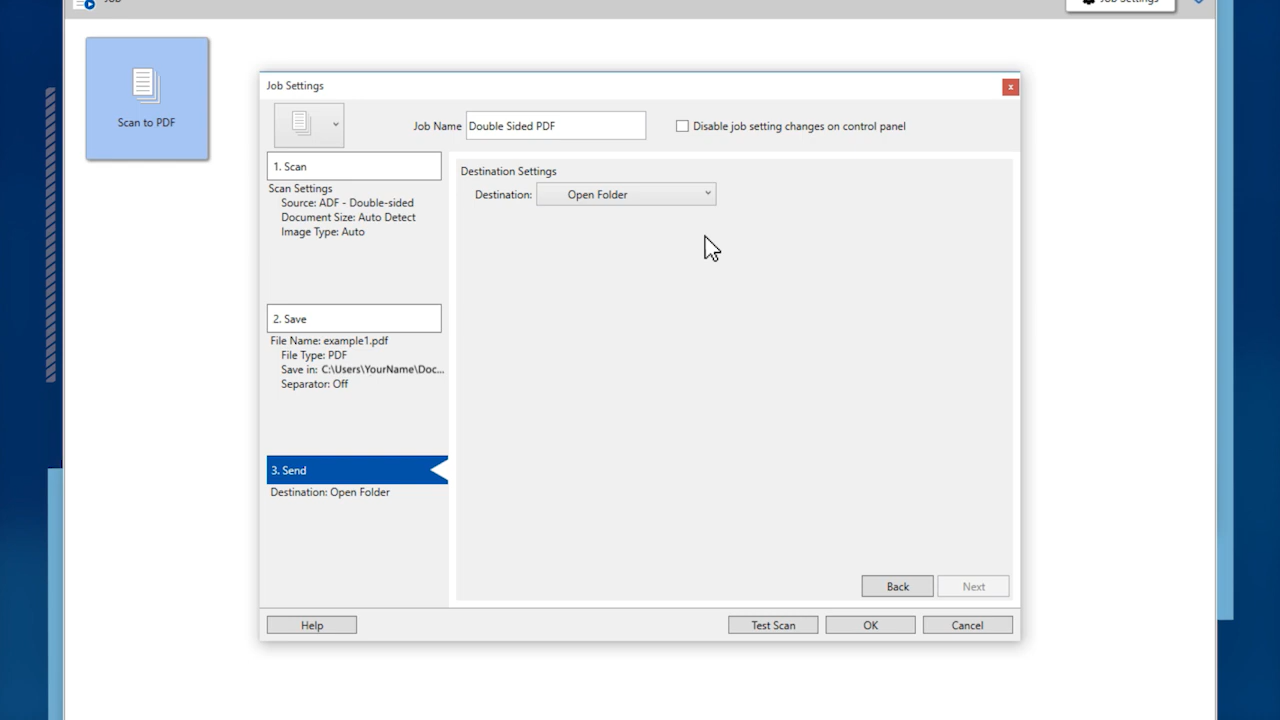 Job
Job Settings
Scan to PDF
Job Settings
x
Job Name Double Sided PDF
Disable job setting changes on control panel
1. Scan
Scan Settings
Source: ADF - Double-sided
Document Size: Auto Detect
Image Type: Auto
2. Save
File Name: example1.pdf
File Type: PDF
Save in: C:\Users\YourName\Doc...
Separator: Off
3. Send
Destination: Open Folder
Destination Settings
Destination: Open Folder
Back
Next
Help
Test Scan
OK
Cancel